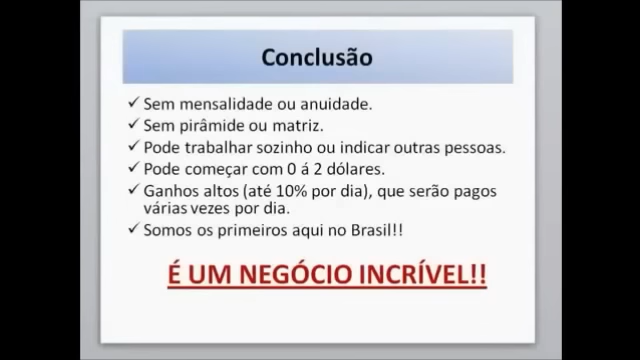 Conclusão
✓ Sem mensalidade ou anuidade.
✓ Sem pirâmide ou matriz.
✓ Pode trabalhar sozinho ou indicar outras pessoas.
✓ Pode começar com 0 á 2 dólares.
✓ Ganhos altos (até 10% por dia), que serão pagos
várias vezes por dia.
✓ Somos os primeiros aqui no Brasil!!
É UM NEGÓCIO INCRÍVEL!!